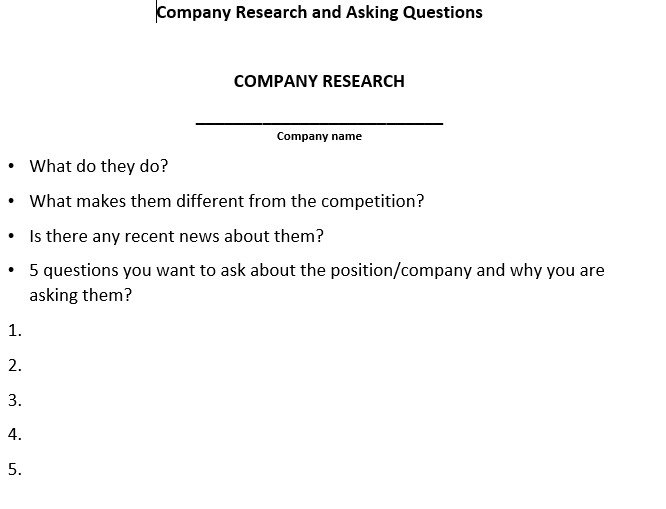 Company Research and Asking Questions
COMPANY RESEARCH
Company name
• What do they do?
• What makes them different from the competition?
• Is there any recent news about them?
• 5 questions you want to ask about the position/company and why you are
asking them?
1.
2.
3.
4.
5.